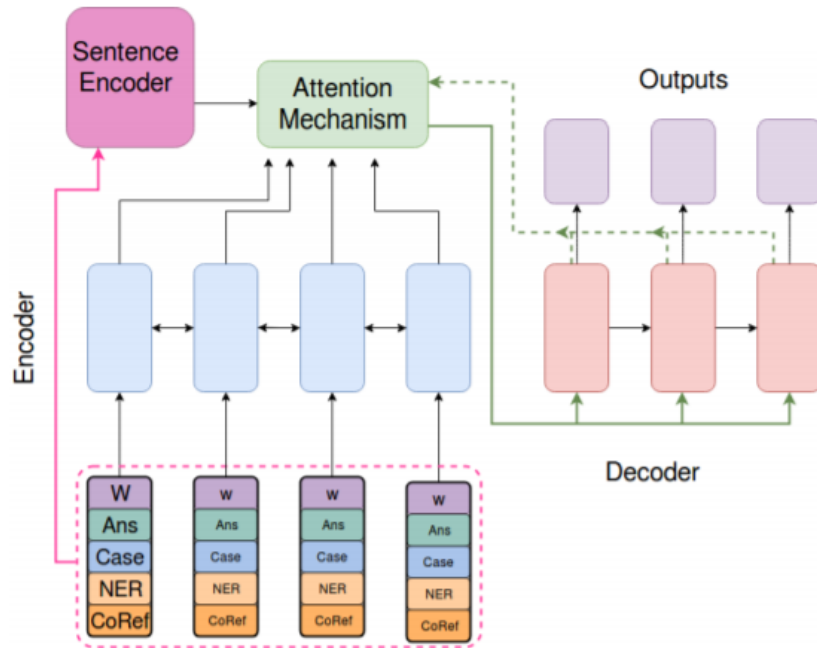 Sentence
Encoder
Attention
Mechanism
Outputs
Encoder
Decoder
W
Ans
Case
NER
CoRef
w
Ans
Case
NER
CoRef
w
Ans
Case
NER
CoRef
w
Ans
Case
NER
CoRef